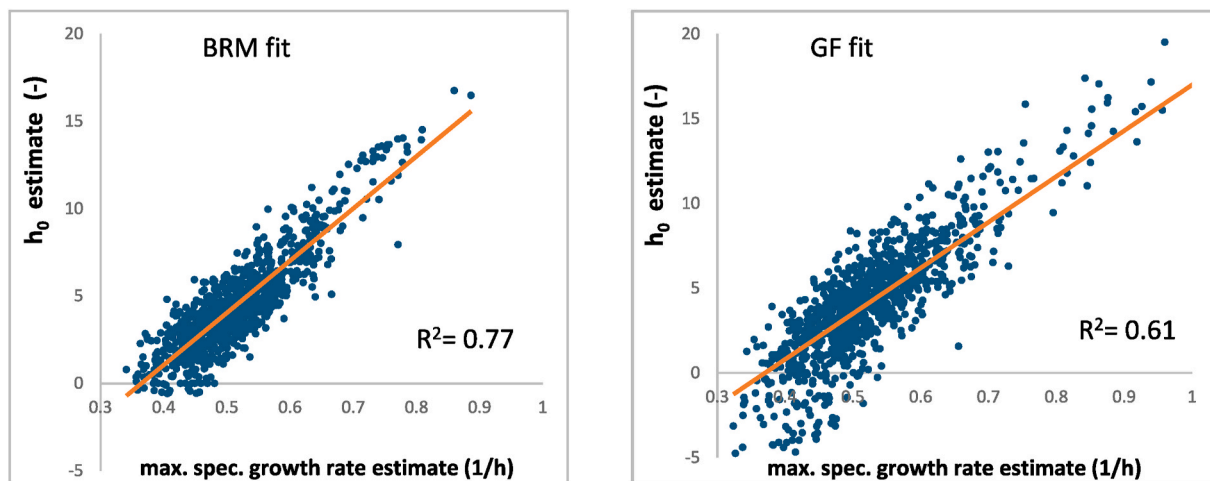 BRM fit
20
15
10
5
0
-5
h₀ estimate (-)
R²= 0.77
0.3 0.4 0.5 0.6 0.7 0.8 0.9 1
max. spec. growth rate estimate (1/h)
GF fit
20
15
10
5
0
-5
h₀ estimate (-)
R²= 0.61
0.3 0.4 0.5 0.6 0.7 0.8 0.9 1
max. spec. growth rate estimate (1/h)